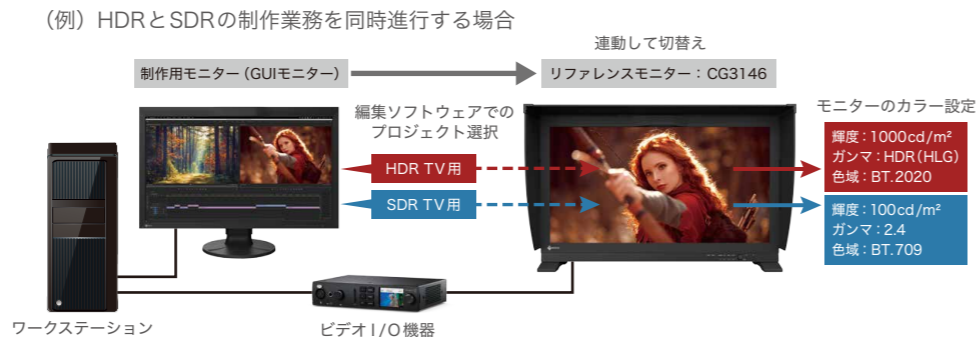 （例）HDRとSDRの制作業務を同時進行する場合
連動して切替え
制作用モニター（GUIモニター）
リファレンスモニター：CG3146
編集ソフトウェアでの
プロジェクト選択
モニターのカラー設定
HDR TV用
輝度：1000cd/m²
ガンマ：HDR（HLG）
色域：BT.2020
SDR TV用
輝度：100cd/m²
ガンマ：2.4
色域：BT.709
ワークステーション
ビデオI/O機器